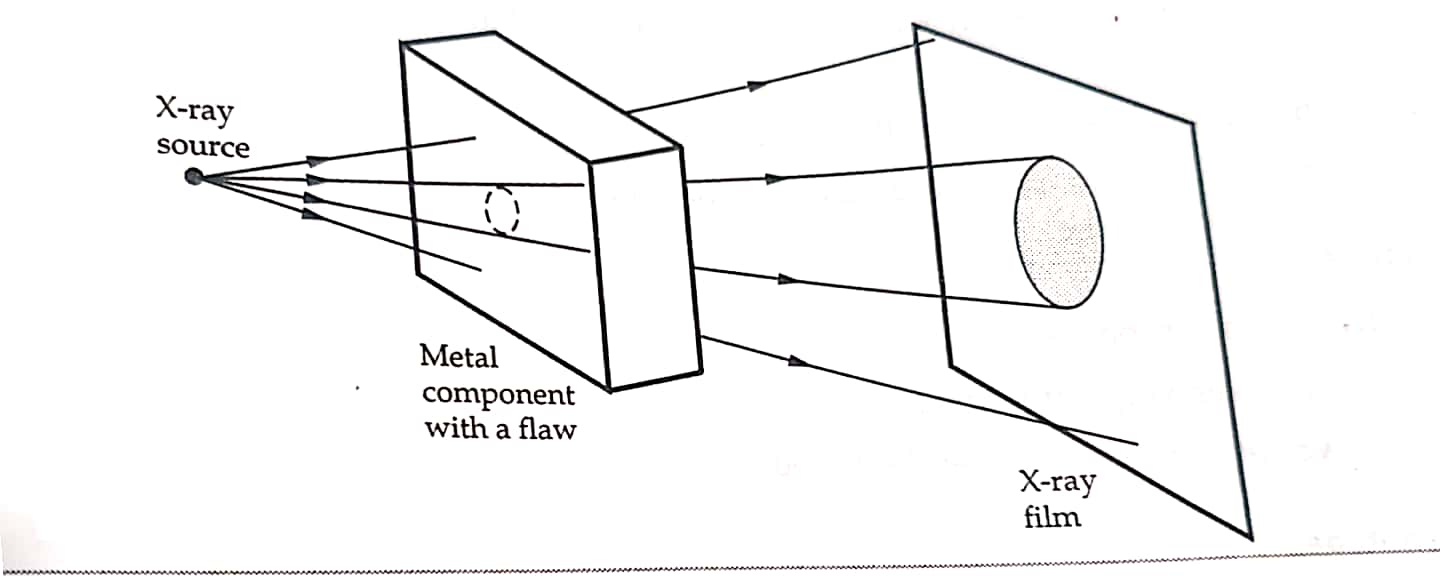 X-ray
source
Metal
component
with a flaw
X-ray
film